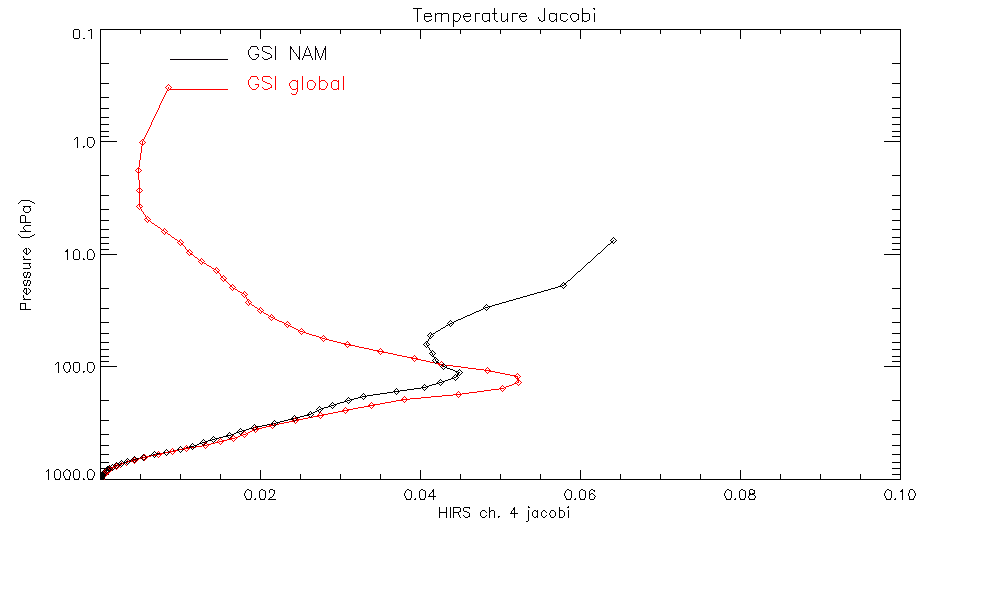 Temperature Jacobi
0.1
GSI NAM
GSI global
1.0
10.0
100.0
1000.0
Pressure (hPa)
0.02 0.04 0.06 0.08 0.10
HIRS ch. 4 jacobi